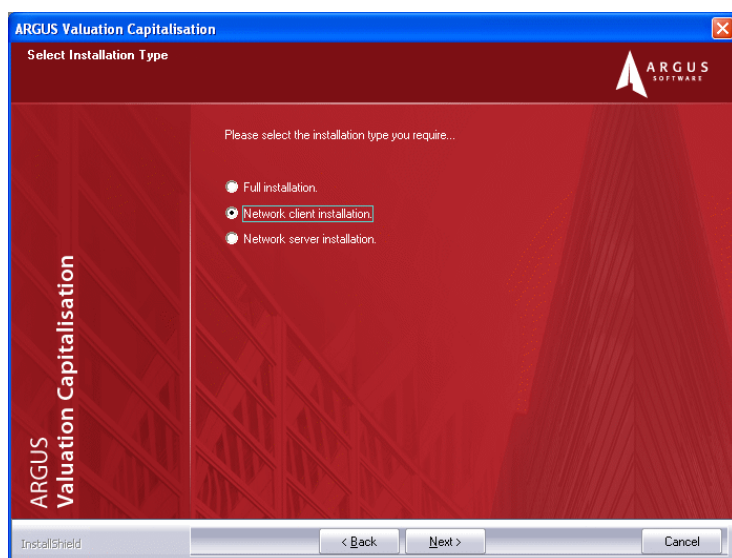 ARGUS Valuation Capitalisation
Select Installation Type
ARGUS
SOFTWARE
Please select the installation type you require...
Full installation.
Network client installation.
Network server installation.
ARGUS
Valuation Capitalisation
InstallShield
< Back
Next >
Cancel